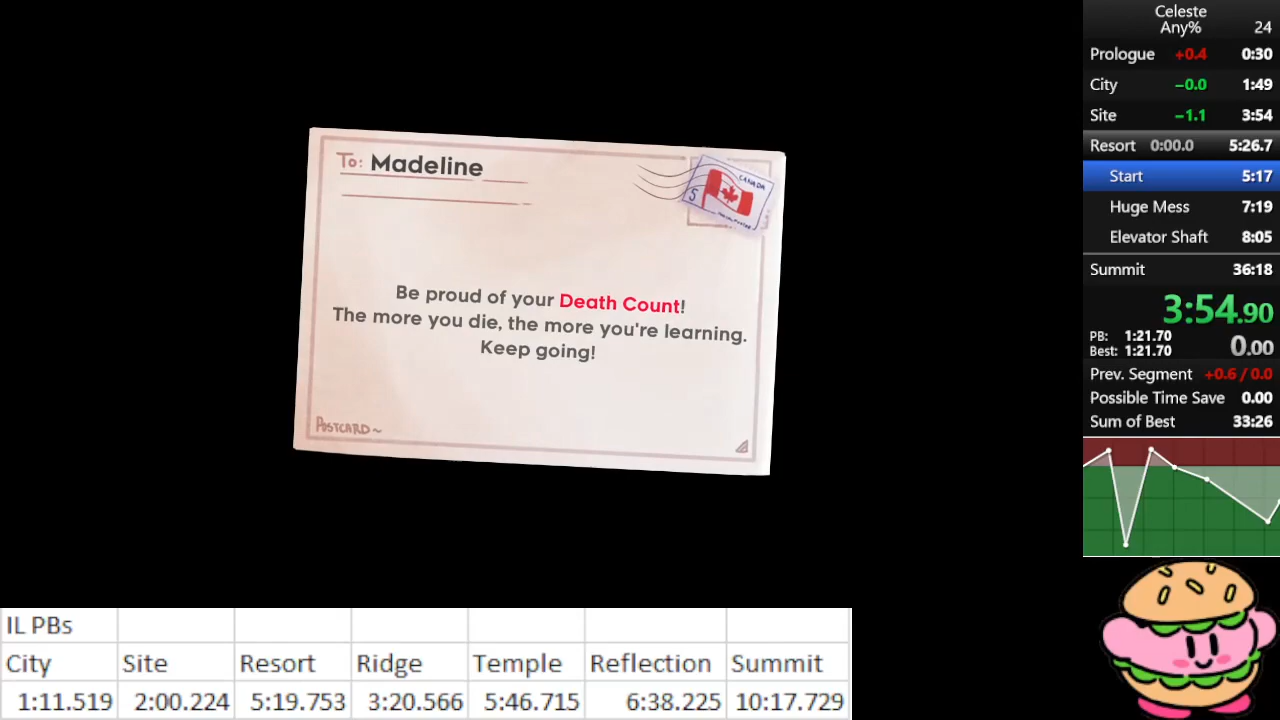 To: Madeline
CANADA
5
Be proud of your Death Count!
The more you die, the more you're learning.
Keep going!
POSTCARD~
Celeste
Any% 24
Prologue +0.4 0:30
City −0.0 1:49
Site −1.1 3:54
Resort 0:00.0 5:26.7
Start 5:17
Huge Mess 7:19
Elevator Shaft 8:05
Summit 36:18
3:54.90
PB: 1:21.70
Best: 1:21.70 0.00
Prev. Segment +0.6 / 0.0
Possible Time Save 0.00
Sum of Best 33:26
IL PBs
City Site Resort Ridge Temple Reflection Summit
1:11.519 2:00.224 5:19.753 3:20.566 5:46.715 6:38.225 10:17.729